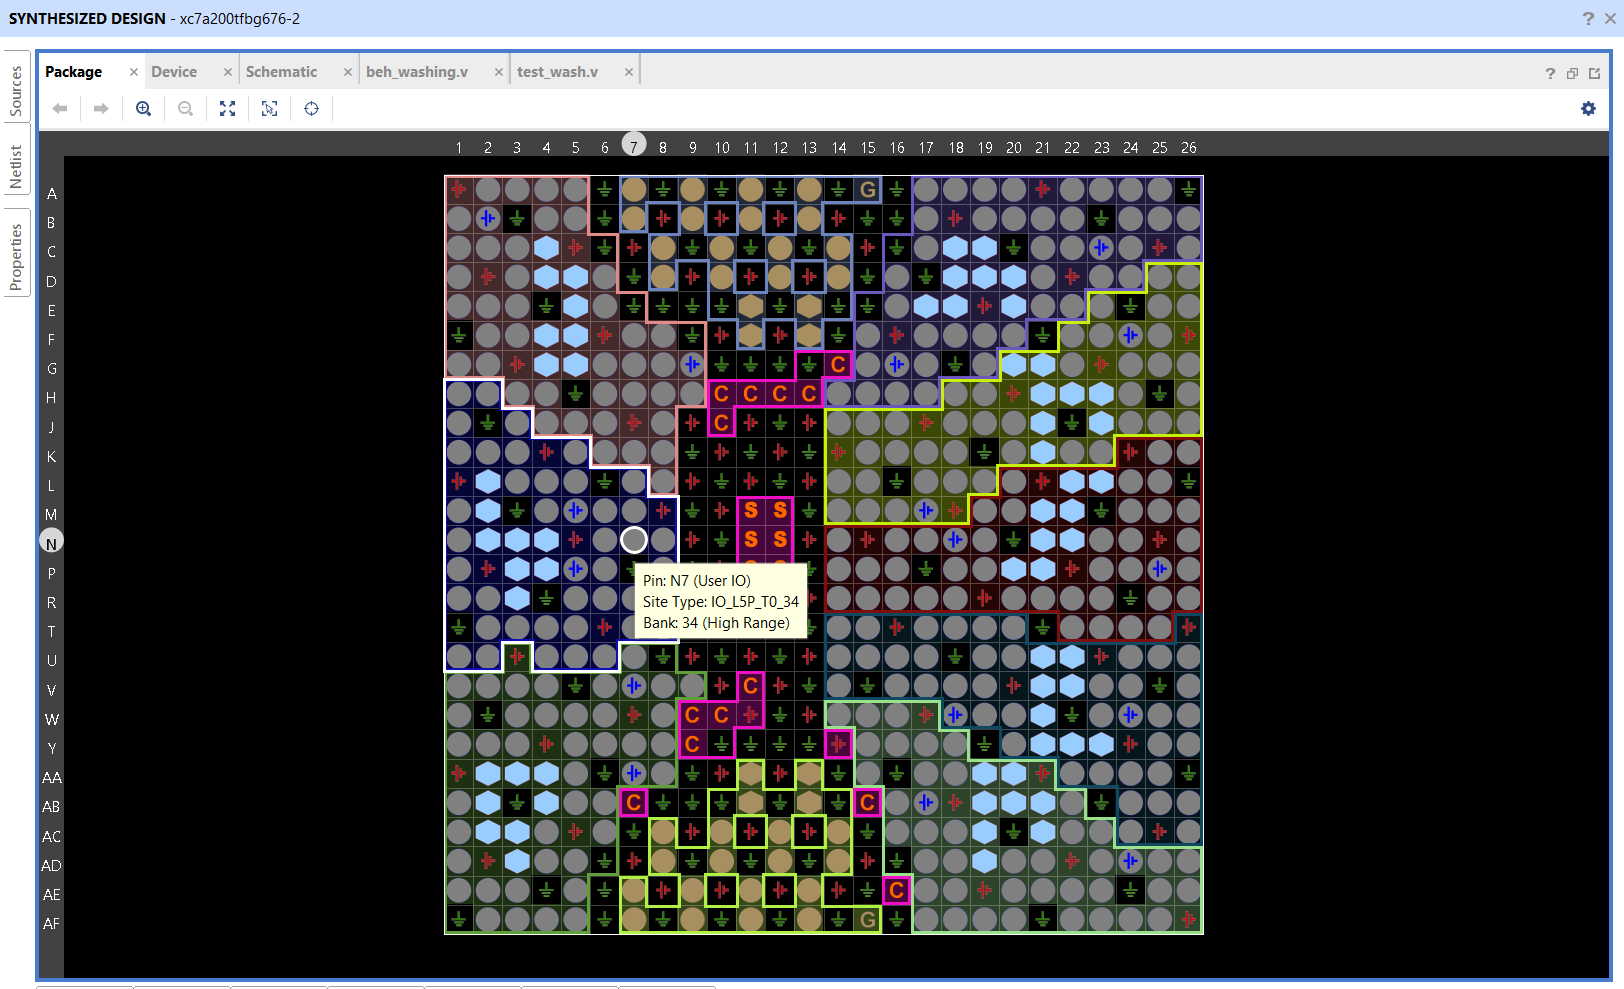 SYNTHESIZED DESIGN - xc7a200tfbg676-2
?
Sources
Netlist
Properties
Package
Device
Schematic
beh_washing.v
test_wash.v
?
1 2 3 4 5 6 7 8 9 10 11 12 13 14 15 16 17 18 19 20 21 22 23 24 25 26
A G
B
C
D
E
F
G C
H C C C C
J C
K
L
M S S
N S S
P
Pin: N7 (User IO)
R
Site Type: IO_L5P_T0_34
Bank: 34 (High Range)
T
U
V C
W C C
Y C
AA
AB C C
AC
AD
AE C
AF G